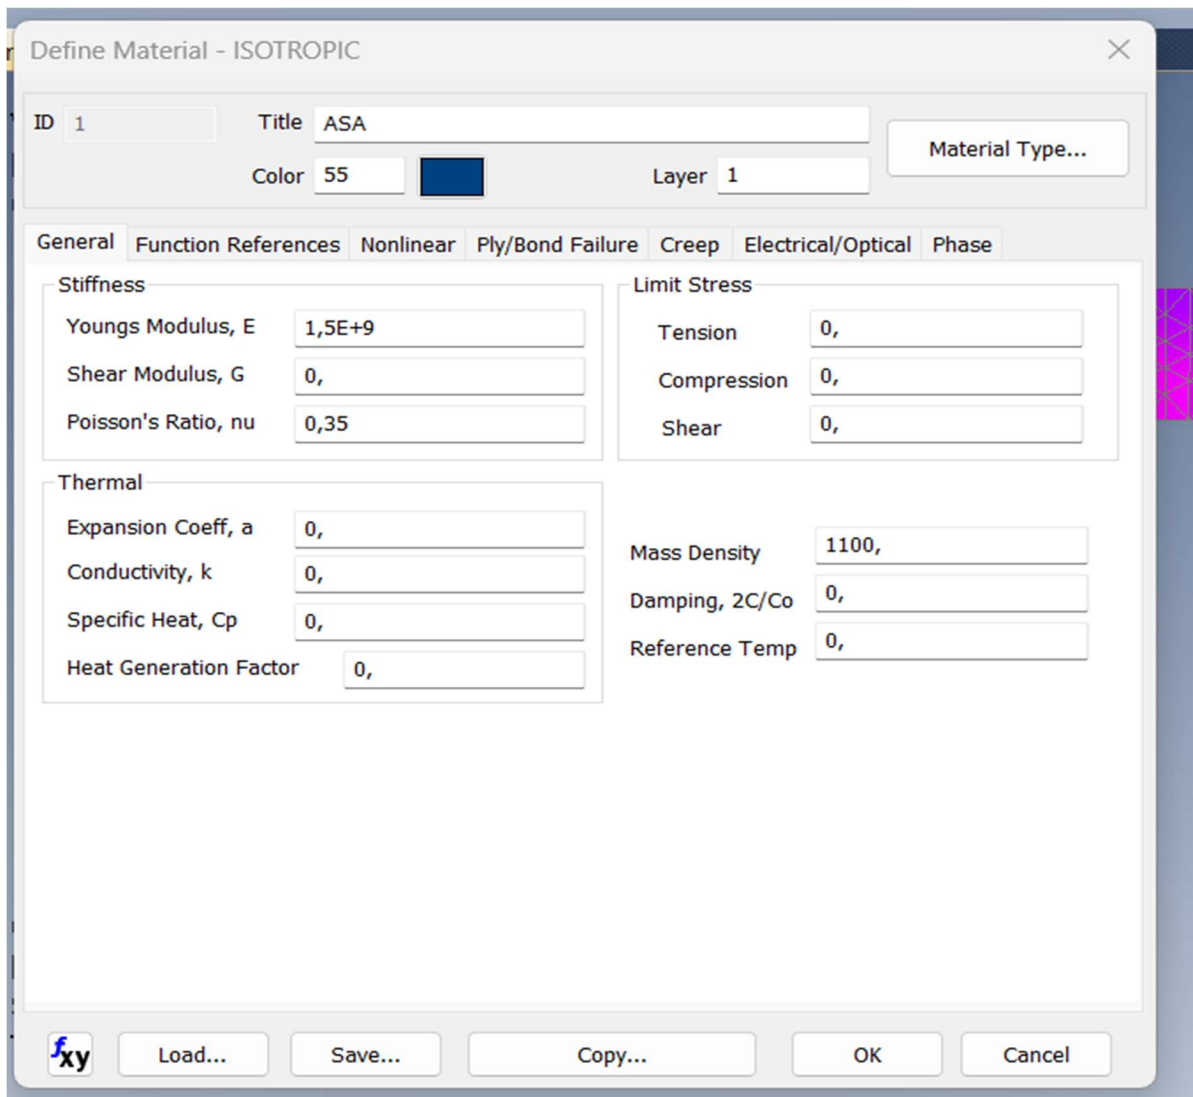 Define Material - ISOTROPIC
ID 1 Title ASA
Material Type...
Color 55 Layer 1
General Function References Nonlinear Ply/Bond Failure Creep Electrical/Optical Phase
Stiffness
Youngs Modulus, E 1,5E+9
Shear Modulus, G 0,
Poisson's Ratio, nu 0,35
Limit Stress
Tension 0,
Compression 0,
Shear 0,
Thermal
Expansion Coeff, a 0,
Conductivity, k 0,
Specific Heat, Cp 0,
Heat Generation Factor 0,
Mass Density 1100,
Damping, 2C/Co 0,
Reference Temp 0,
fxy Load... Save... Copy... OK Cancel